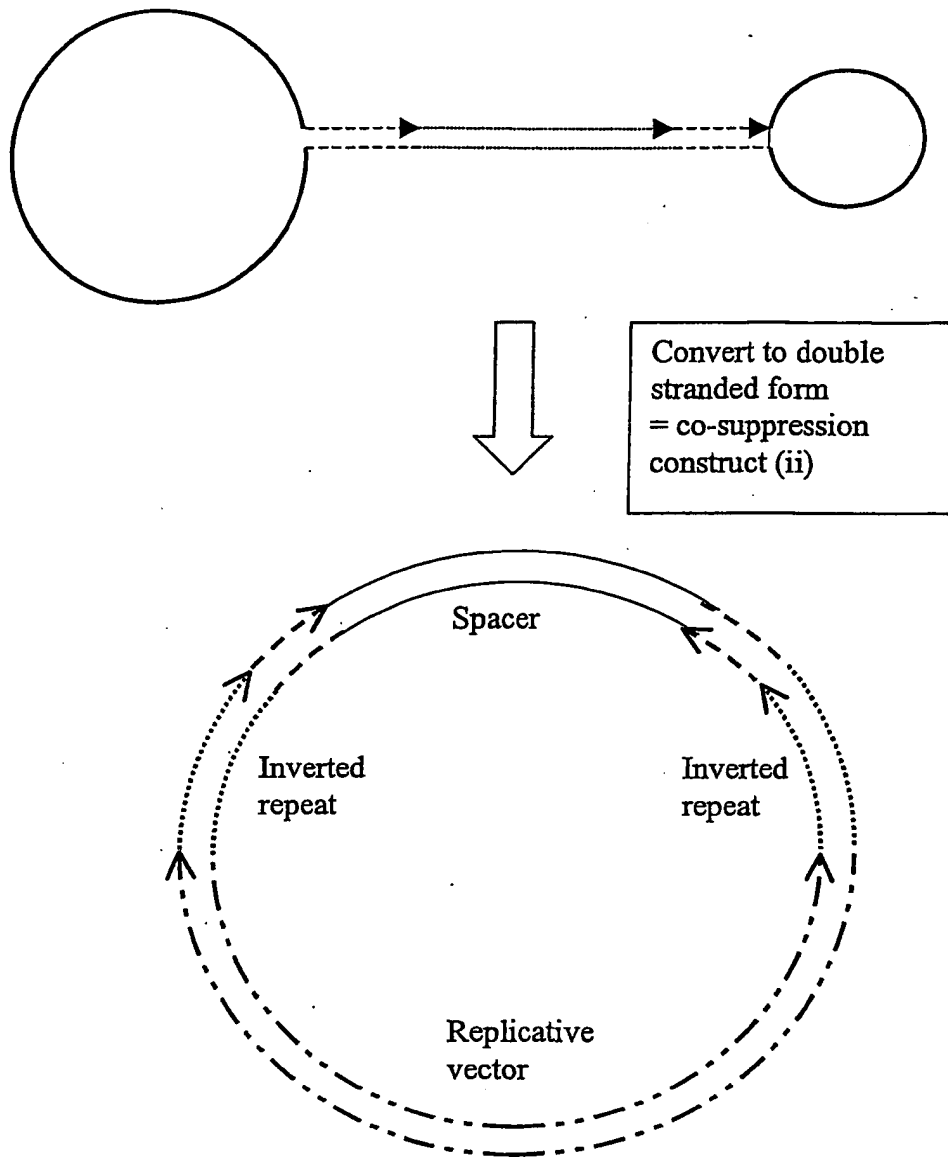 Convert to double
stranded form
= co-suppression
construct (ii)
Spacer
Inverted
repeat
Inverted
repeat
Replicative
vector